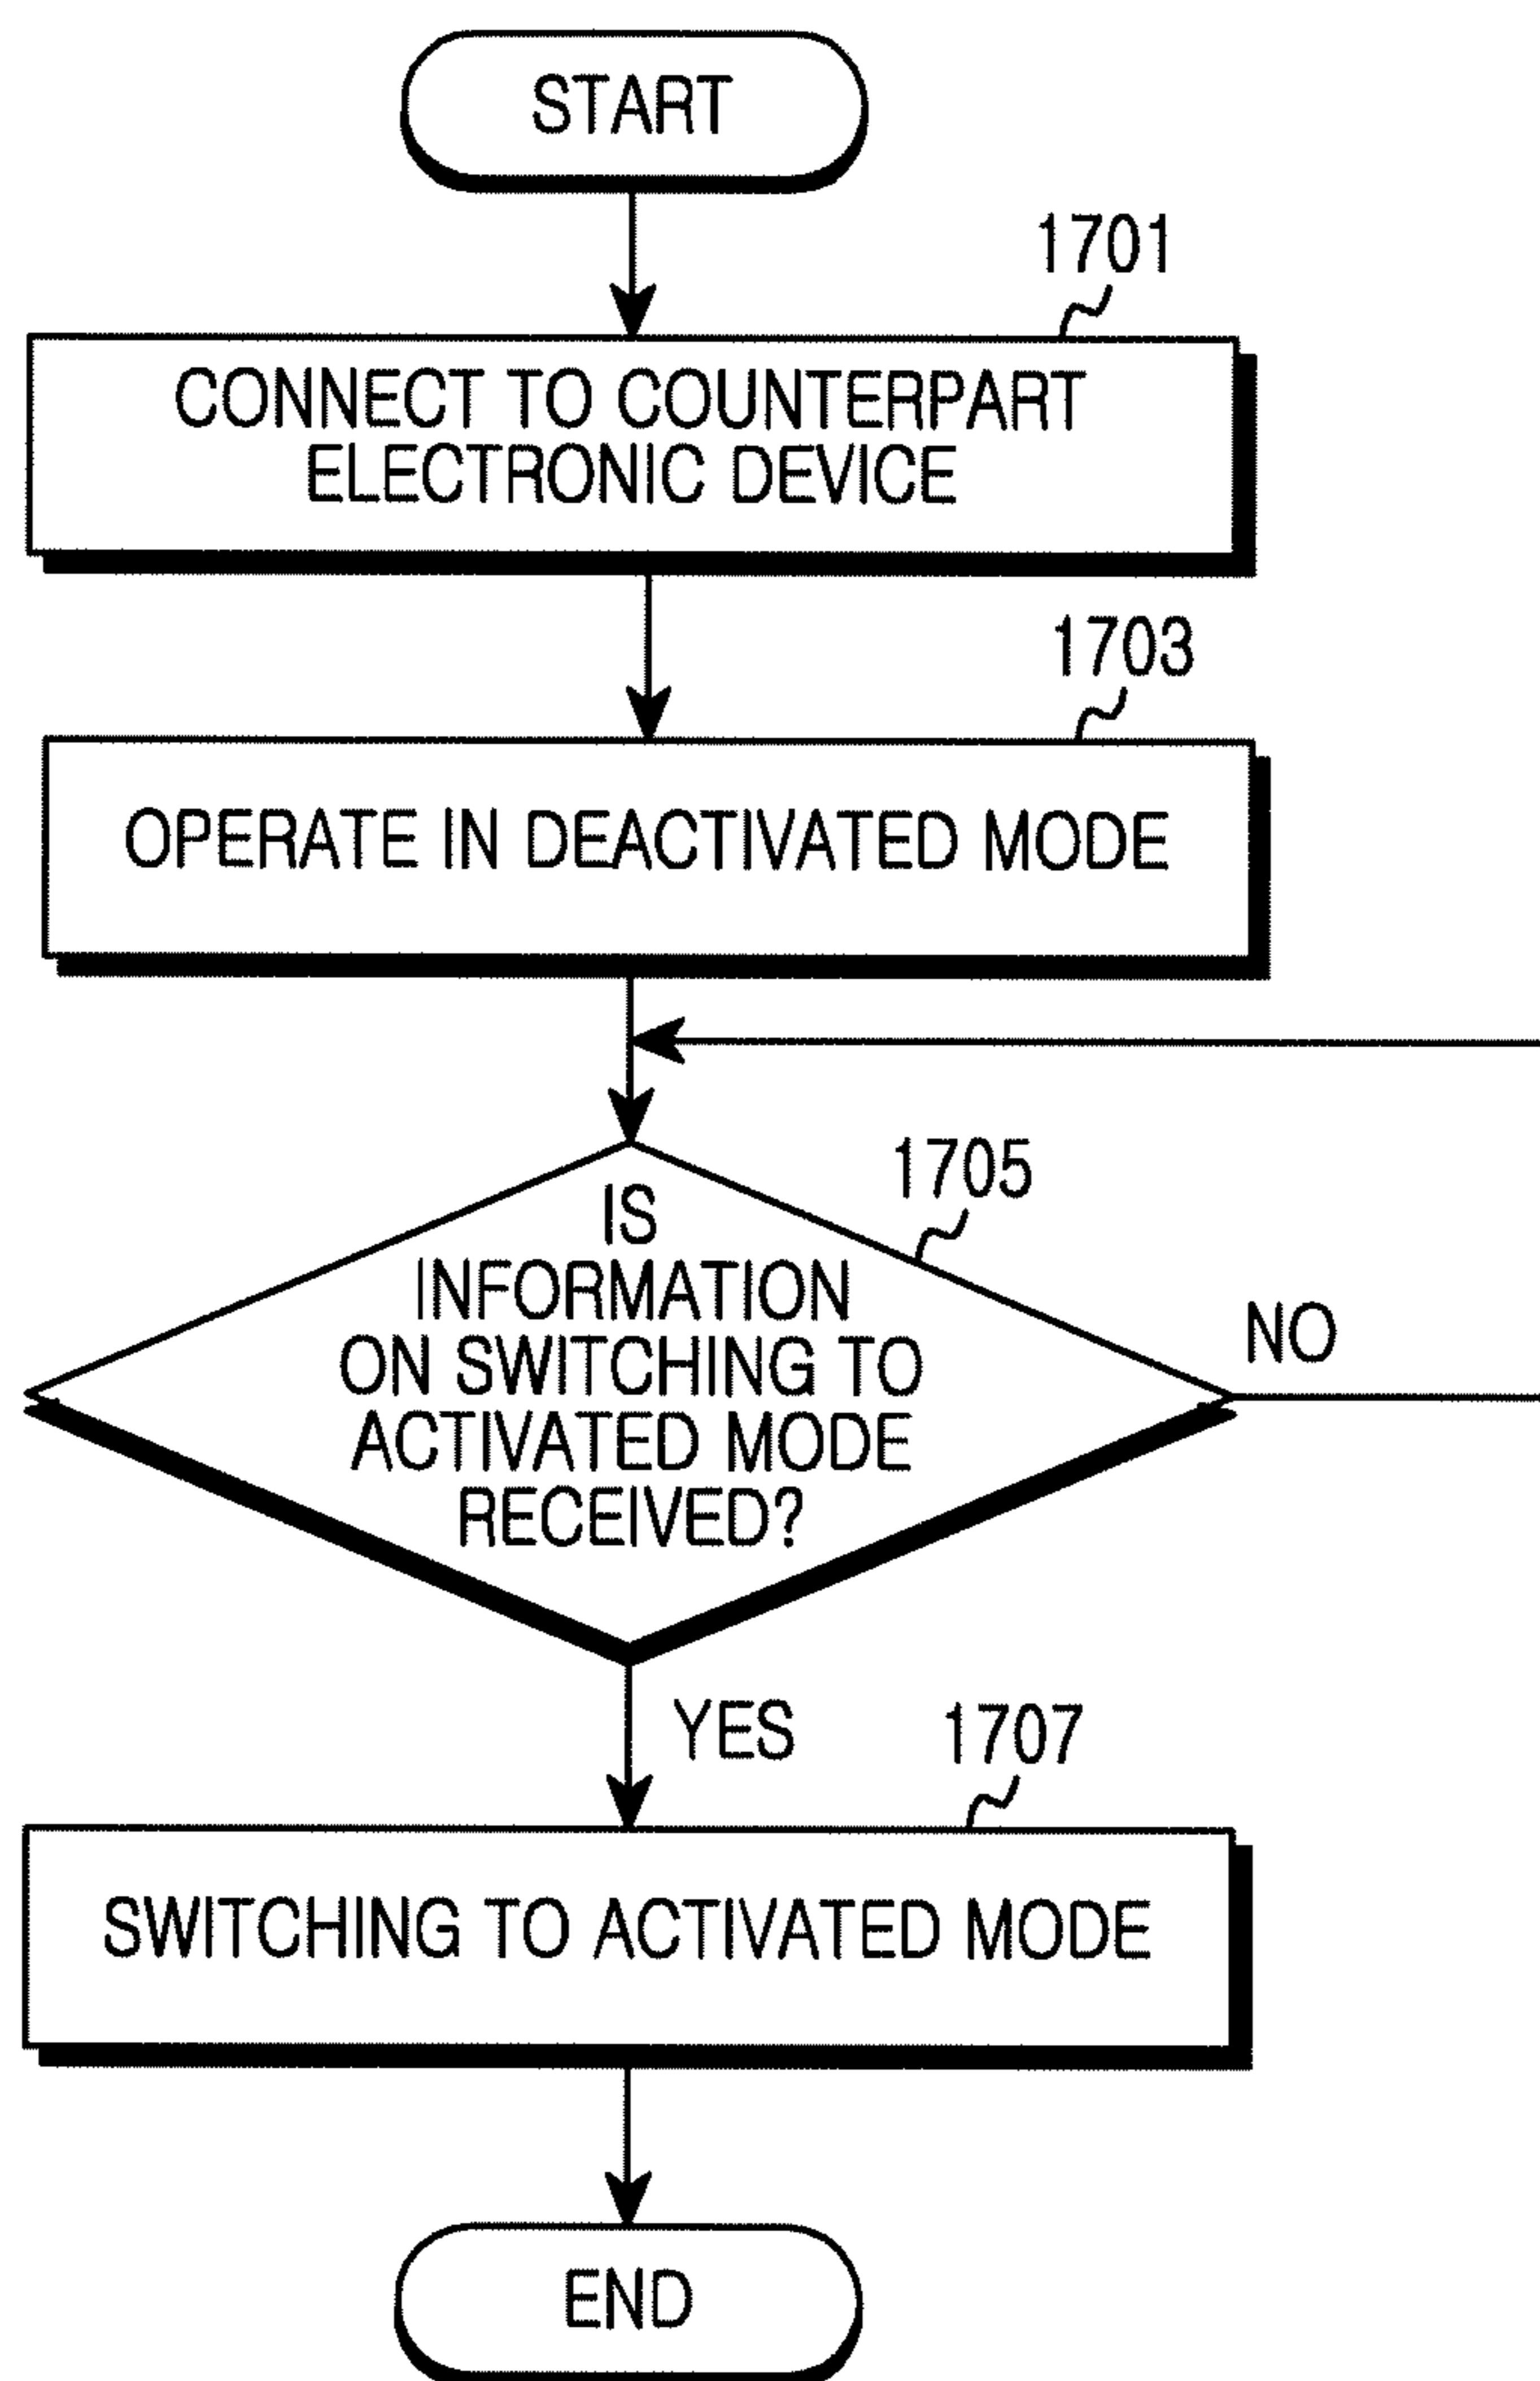 START
1701
CONNECT TO COUNTERPART
ELECTRONIC DEVICE
1703
OPERATE IN DEACTIVATED MODE
1705
IS
INFORMATION
ON SWITCHING TO
ACTIVATED MODE
RECEIVED?
NO
YES
1707
SWITCHING TO ACTIVATED MODE
END